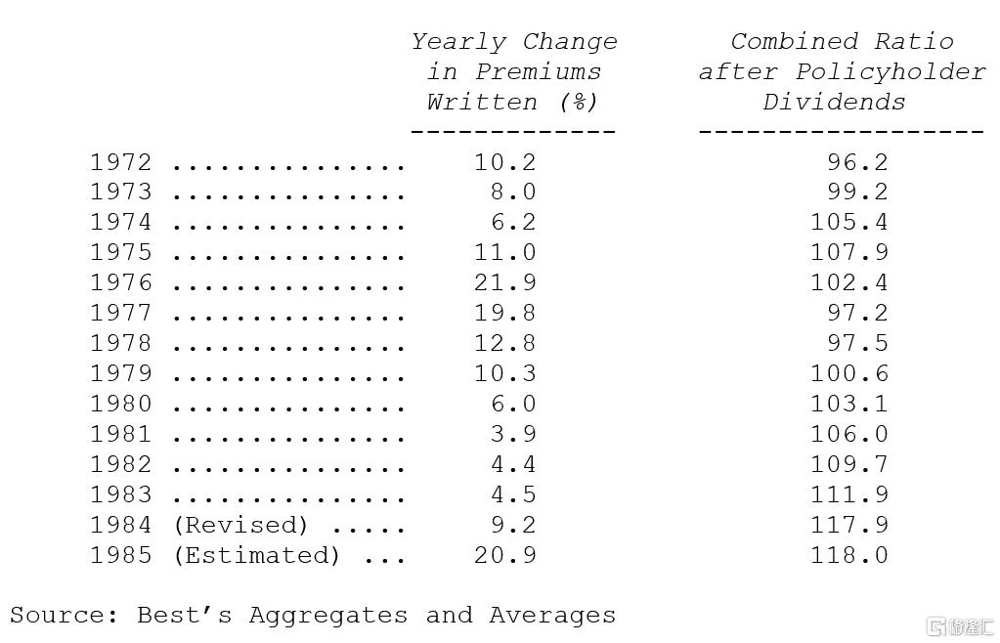 Yearly Change Combined Ratio
in Premiums after Policyholder
Written (%) Dividends
------------- ------------------
1972 ............... 10.2 96.2
1973 ............... 8.0 99.2
1974 ............... 6.2 105.4
1975 ............... 11.0 107.9
1976 ............... 21.9 102.4
1977 ............... 19.8 97.2
1978 ............... 12.8 97.5
1979 ............... 10.3 100.6
1980 ............... 6.0 103.1
1981 ............... 3.9 106.0
1982 ............... 4.4 109.7
1983 ............... 4.5 111.9
1984 (Revised) ..... 9.2 117.9
1985 (Estimated) ... 20.9 118.0
Source: Best’s Aggregates and Averages
格隆汇